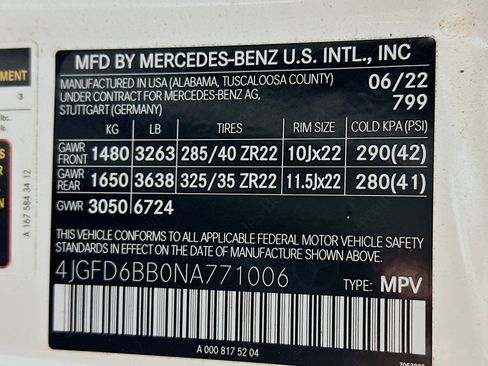 MFD BY MERCEDES-BENZ U.S. INTL., INC
MANUFACTURED IN USA (ALABAMA, TUSCALOOSA COUNTY) 06/22
UNDER CONTRACT FOR MERCEDES-BENZ AG, 799
STUTTGART (GERMANY)
KG LB TIRES RIM SIZE COLD KPA (PSI)
GAWR FRONT 1480 3263 285/40 ZR22 10Jx22 290(42)
GAWR REAR 1650 3638 325/35 ZR22 11.5Jx22 280(41)
GVWR 3050 6724
THIS VEHICLE CONFORMS TO ALL APPLICABLE FEDERAL MOTOR VEHICLE SAFETY
STANDARDS IN EFFECT ON THE DATE OF MANUFACTURE SHOWN ABOVE.
4JGFD6BB0NA771006 TYPE: MPV
A 000 817 52 04
A 167 584 34 12
3